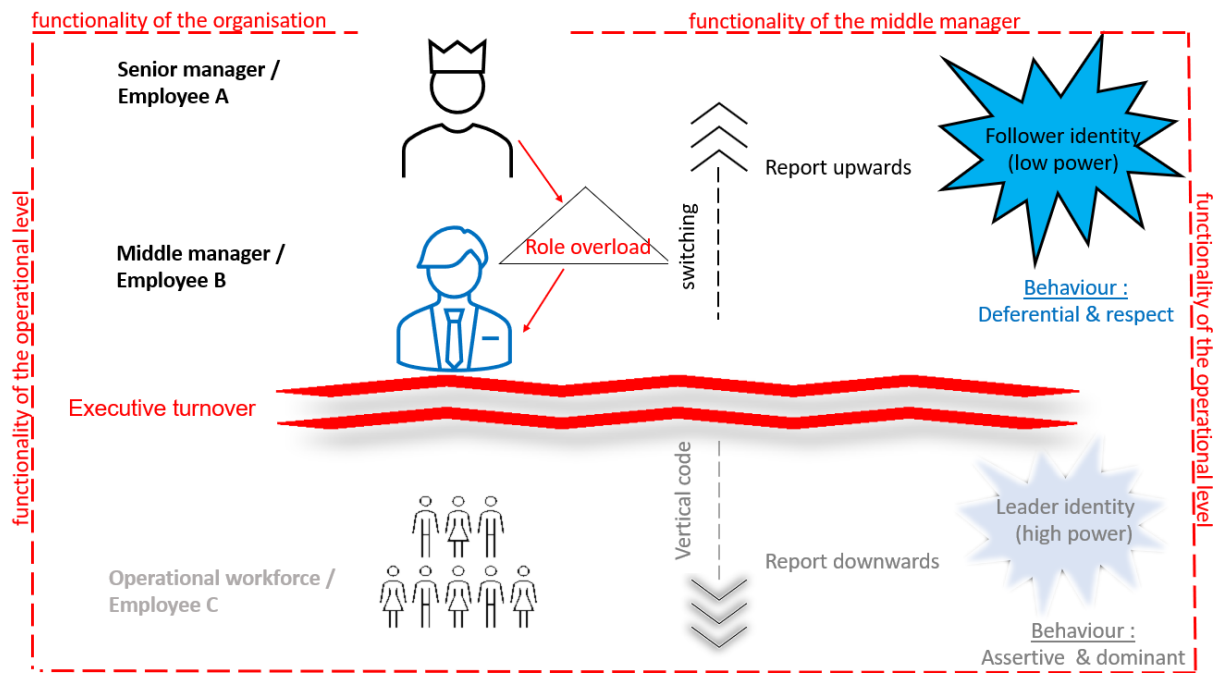 functionality of the organisation
functionality of the middle manager
Senior manager /
Employee A
Follower identity
(low power)
Report upwards
functionality of the operational level
functionality of the operational level
Role overload
switching
Middle manager /
Employee B
Behaviour :
Deferential & respect
Executive turnover
Vertical code
Leader identity
(high power)
Report downwards
Operational workforce /
Employee C
Behaviour :
Assertive & dominant